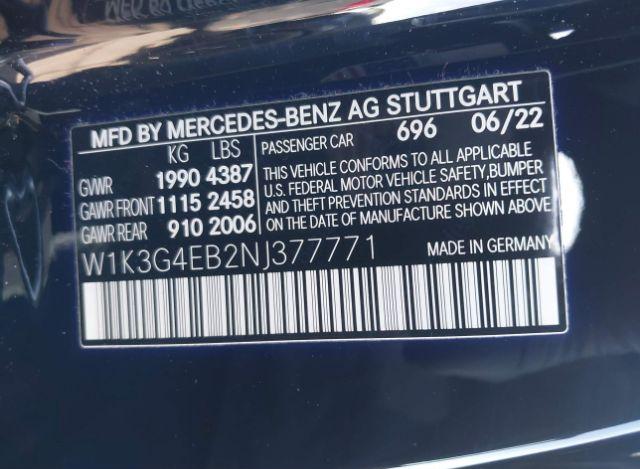 MFD BY MERCEDES-BENZ AG STUTTGART
KG LBS
GVWR 1990 4387
GAWR FRONT 1115 2458
GAWR REAR 910 2006
PASSENGER CAR 696 06/22
THIS VEHICLE CONFORMS TO ALL APPLICABLE
U.S. FEDERAL MOTOR VEHICLE SAFETY, BUMPER
AND THEFT PREVENTION STANDARDS IN EFFECT
ON THE DATE OF MANUFACTURE SHOWN ABOVE.
W1K3G4EB2NJ377771 MADE IN GERMANY